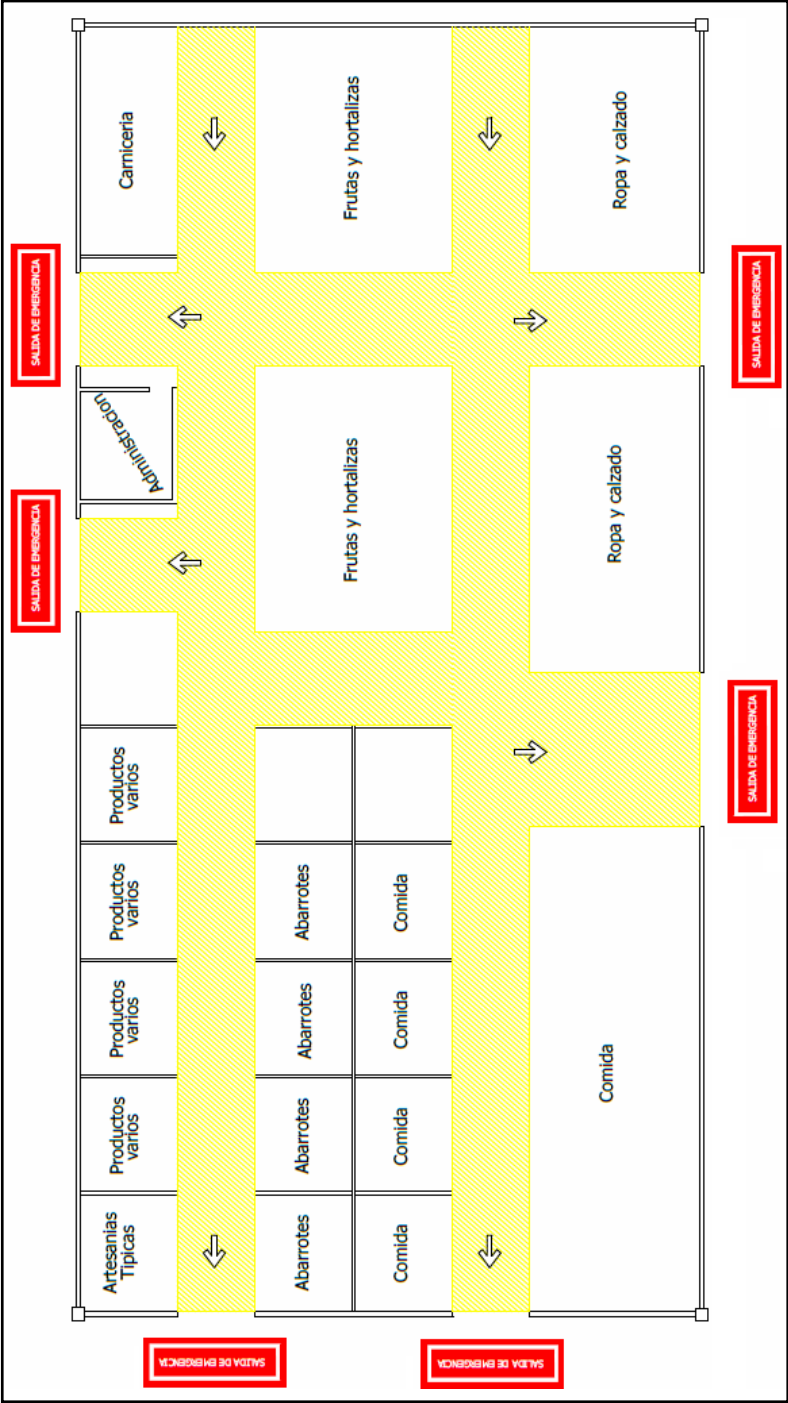 SALIDA DE EMERGENCIA
SALIDA DE EMERGENCIA
Artesanias
Tipicas
Productos
varios
Productos
varios
Productos
varios
Productos
varios
Administracion
Carniceria
SALIDA DE EMERGENCIA
Abarrotes
Abarrotes
Abarrotes
Abarrotes
Frutas y hortalizas
Frutas y hortalizas
Comida
Comida
Comida
Comida
SALIDA DE EMERGENCIA
Comida
Ropa y calzado
Ropa y calzado
SALIDA DE EMERGENCIA
SALIDA DE EMERGENCIA